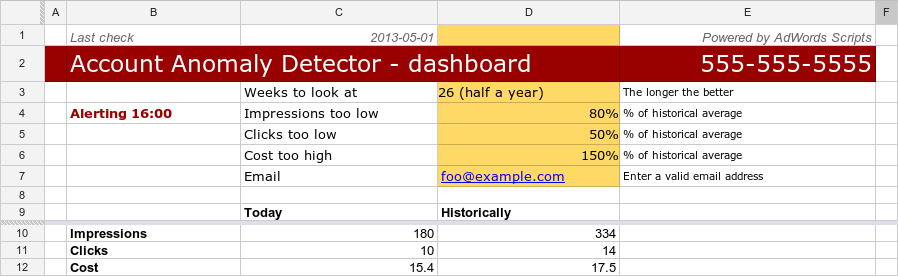 A B C D E F
1 Last check 2013-05-01 Powered by AdWords Scripts
2 Account Anomaly Detector - dashboard 555-555-5555
3 Weeks to look at 26 (half a year) The longer the better
4 Alerting 16:00 Impressions too low 80% % of historical average
5 Clicks too low 50% % of historical average
6 Cost too high 150% % of historical average
7 Email foo@example.com Enter a valid email address
8
9 Today Historically
10 Impressions 180 334
11 Clicks 10 14
12 Cost 15.4 17.5